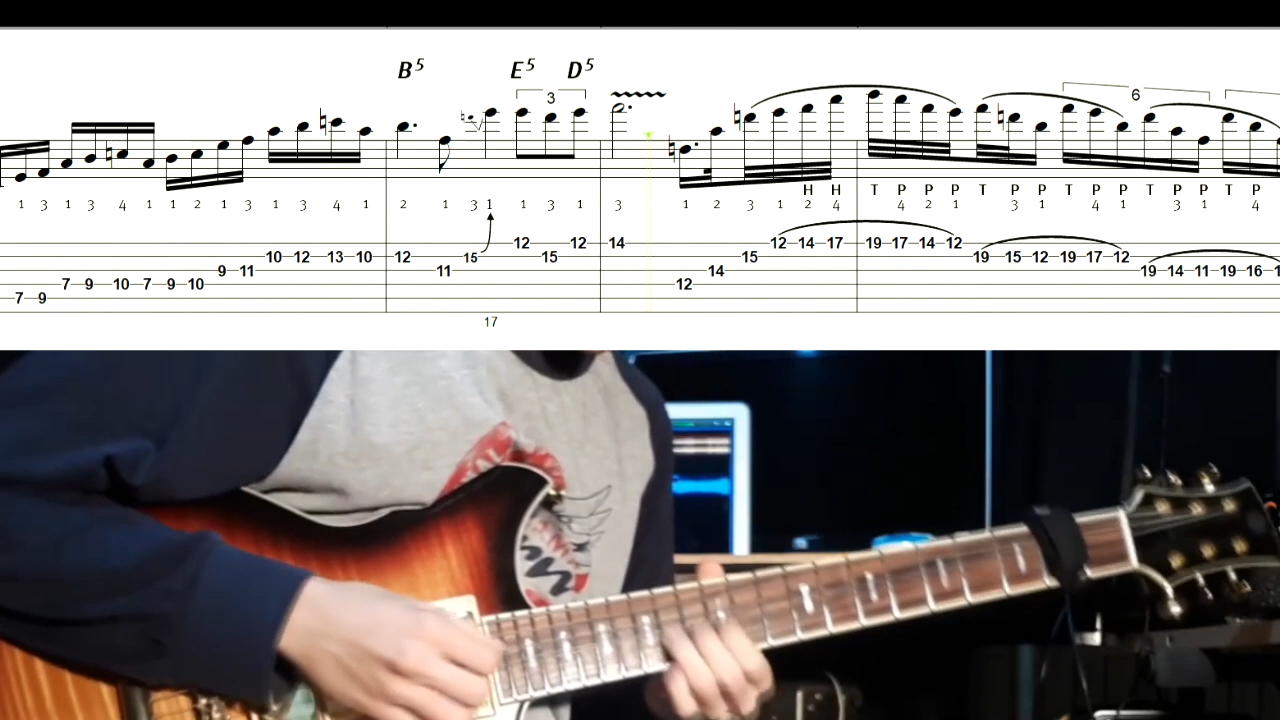 B5 E5 D5
3
6
H H T P P P T P P T P P T P P T P
1 3 1 3 4 1 1 2 1 3 1 3 4 1 2 1 3 1 1 3 1 3 1 2 3 1 2 4 4 2 1 3 1 4 1 3 1 4
12 14 12 14 17 19 17 14 12
10 12 13 10 12 15 15 15 19 15 12 19 17 12
9 11 11 14 19 14 11 19 16
7 9 10 7 9 10 12
7 9
17